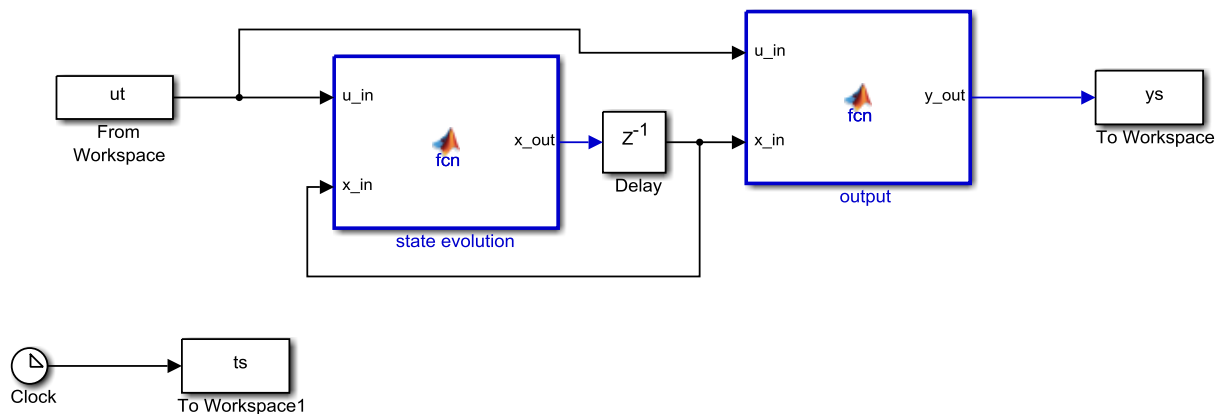 ut
From
Workspace
u_in
x_in
fcn
x_out
state evolution
Z-1
Delay
u_in
x_in
fcn
y_out
output
ys
To Workspace
Clock
ts
To Workspace1